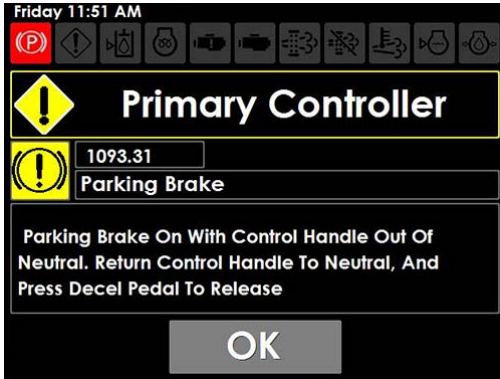 Friday 11:51 AM
(P)
Primary Controller
1093.31
Parking Brake
Parking Brake On With Control Handle Out Of
Neutral. Return Control Handle To Neutral, And
Press Decel Pedal To Release
OK